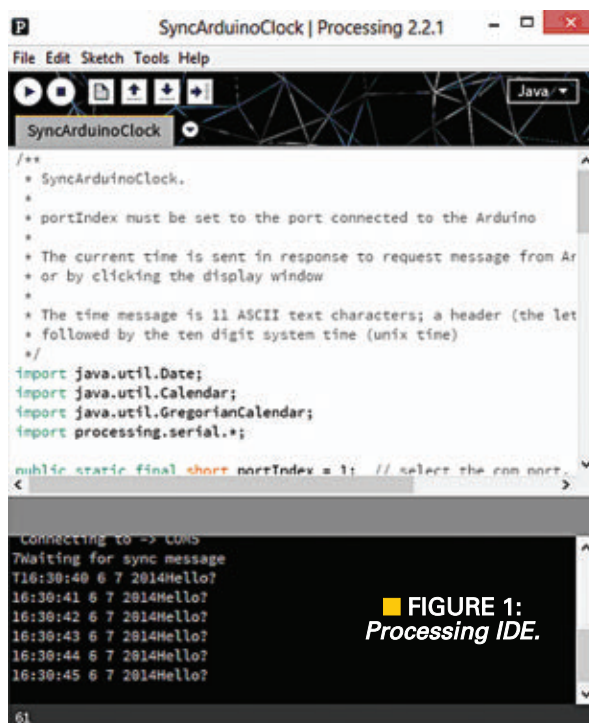 SyncArduinoClock | Processing 2.2.1
File Edit Sketch Tools Help
Java
SyncArduinoClock
/**
* SyncArduinoClock.
*
* portIndex must be set to the port connected to the Arduino
*
* The current time is sent in response to request message from Ar
* or by clicking the display window
*
* The time message is 11 ASCII text characters; a header (the let
* followed by the ten digit system time (unix time)
*/
import java.util.Date;
import java.util.Calendar;
import java.util.GregorianCalendar;
import processing.serial.*;
public static final short portIndex = 1; // select the com port,
Connecting to -> COM5
7Waiting for sync message
T16:30:40 6 7 2014Hello?
16:30:41 6 7 2014Hello?
16:30:42 6 7 2014Hello?
16:30:43 6 7 2014Hello?
16:30:44 6 7 2014Hello?
16:30:45 6 7 2014Hello?
FIGURE 1:
Processing IDE.
61